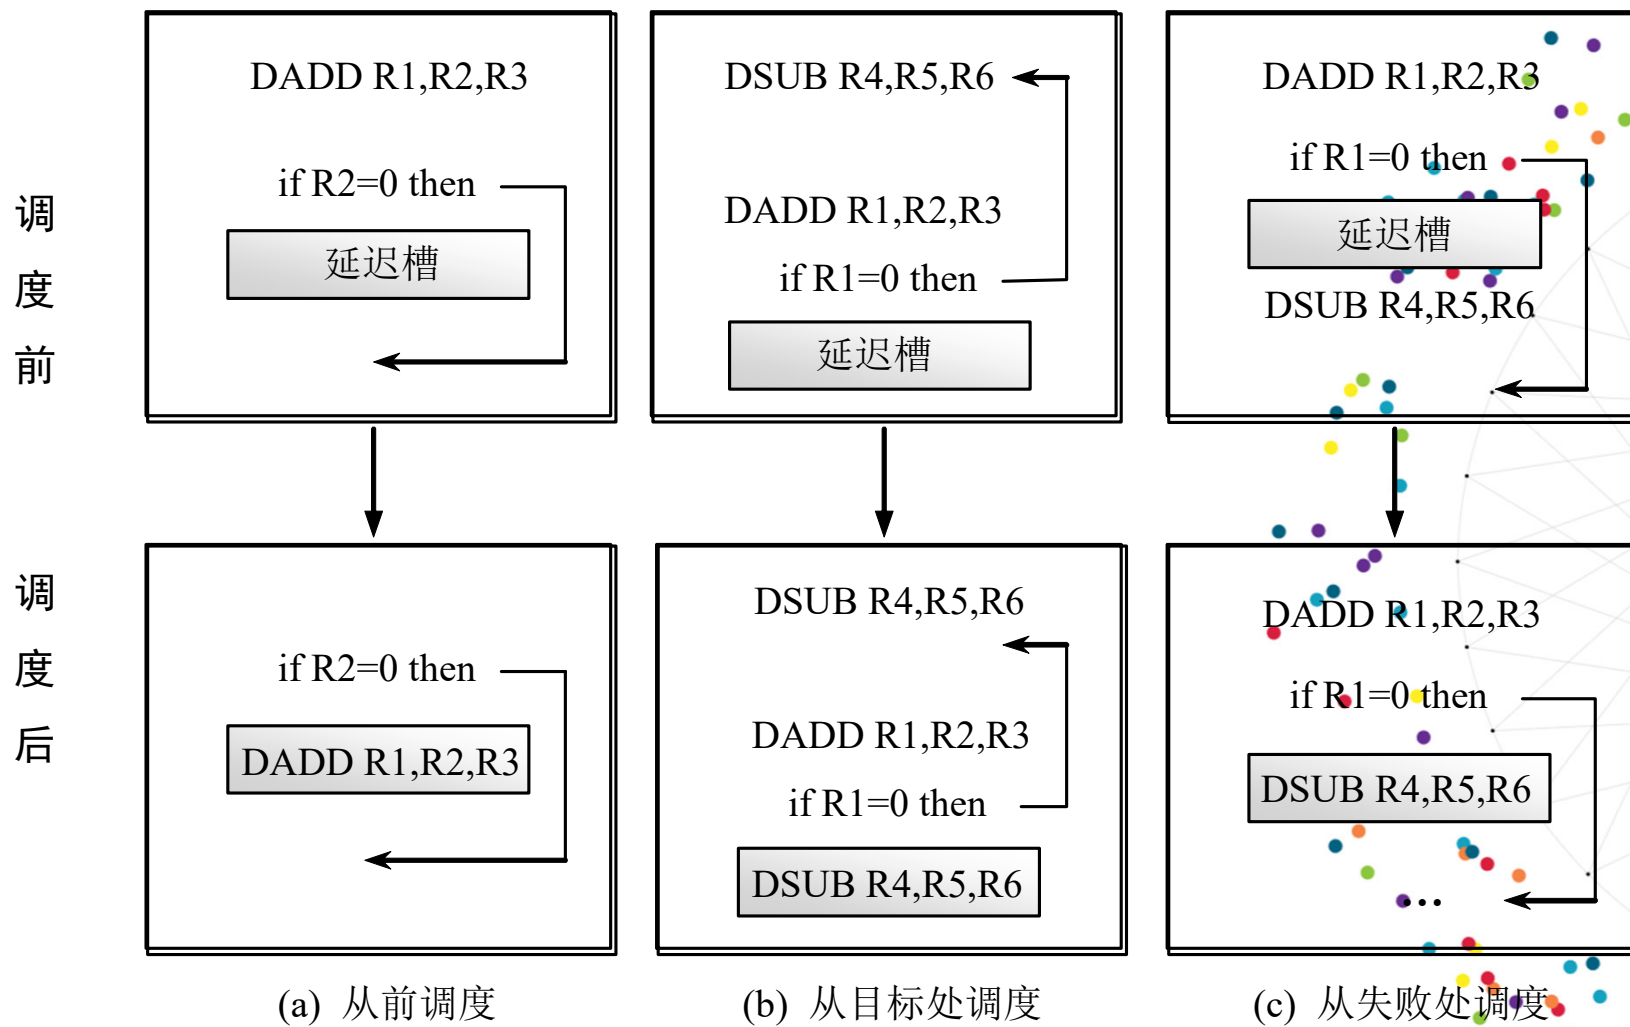 调度前
DADD R1,R2,R3
if R2=0 then
延迟槽
DSUB R4,R5,R6
DADD R1,R2,R3
if R1=0 then
延迟槽
DADD R1,R2,R3
if R1=0 then
延迟槽
DSUB R4,R5,R6
调度后
if R2=0 then
DADD R1,R2,R3
DSUB R4,R5,R6
DADD R1,R2,R3
if R1=0 then
DSUB R4,R5,R6
DADD R1,R2,R3
if R1=0 then
DSUB R4,R5,R6
...
(a) 从前调度
(b) 从目标处调度
(c) 从失败处调度